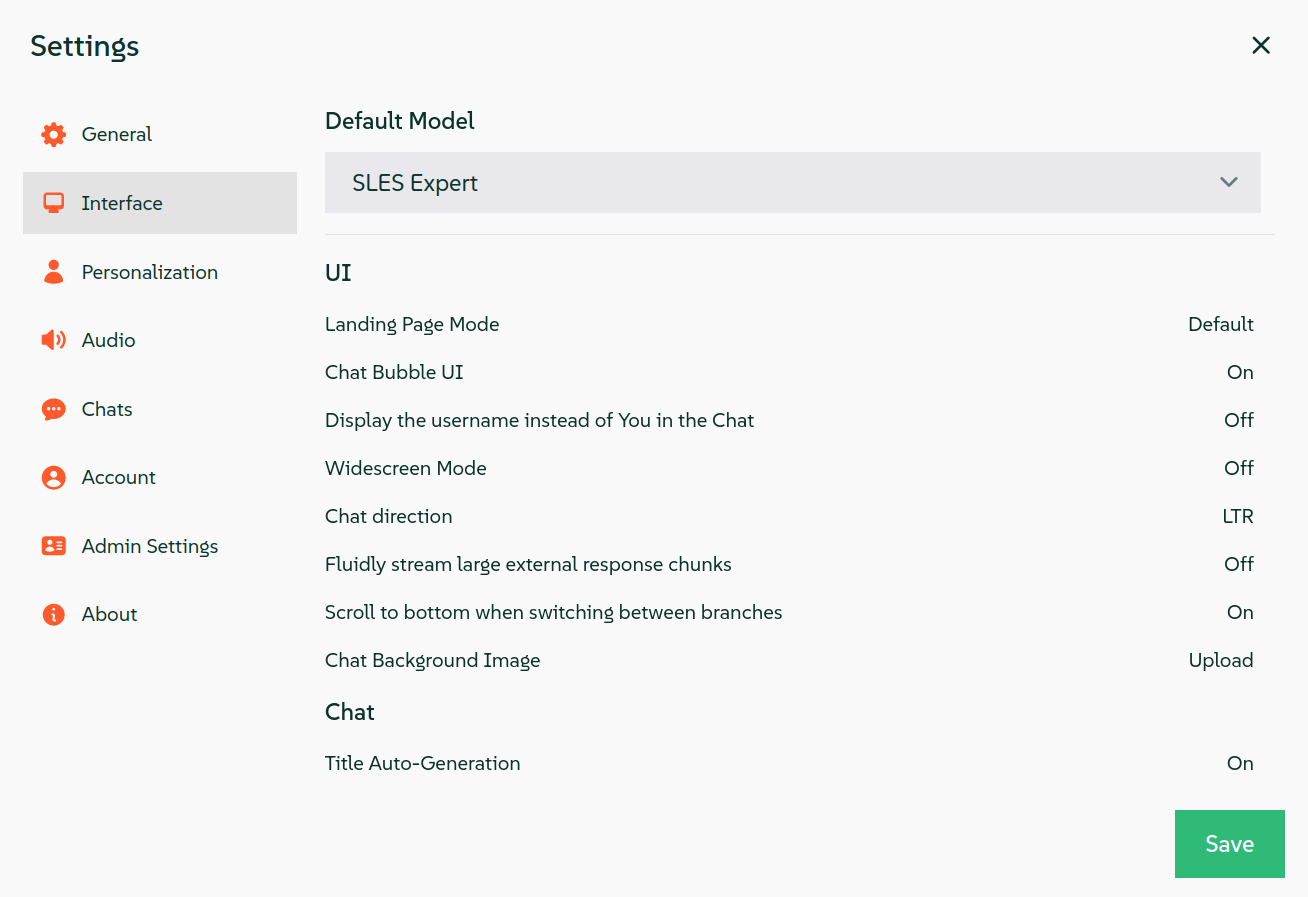 Settings
General
Interface
Personalization
Audio
Chats
Account
Admin Settings
About
Default Model
SLES Expert
UI
Landing Page Mode Default
Chat Bubble UI On
Display the username instead of You in the Chat Off
Widescreen Mode Off
Chat direction LTR
Fluidly stream large external response chunks Off
Scroll to bottom when switching between branches On
Chat Background Image Upload
Chat
Title Auto-Generation On
Save